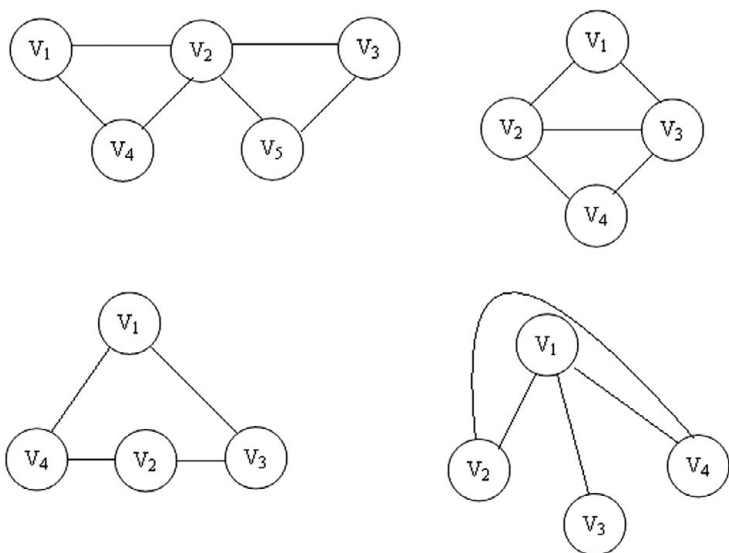 V₁ V₂ V₃
V₄ V₅
V₁
V₂ V₃
V₄
V₁
V₄ V₂ V₃
V₁
V₂ V₄
V₃